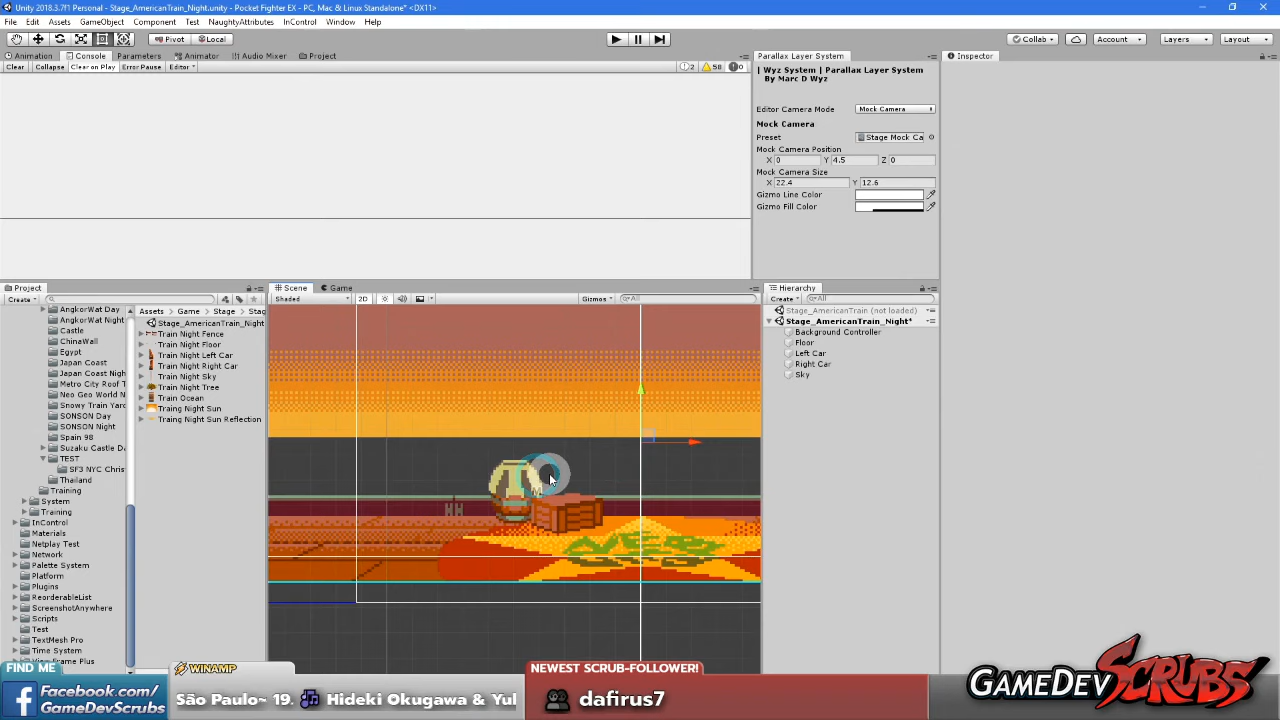 Unity 2018.3.7f1 Personal - Stage_AmericanTrain_Night.unity - Pocket Fighter EX - PC, Mac & Linux Standalone* <DX11>
File Edit Assets GameObject Component Test NaughtyAttributes InControl Window Help
Pivot Local Collab Account Layers Layout
Animation Console Parameters Animator Audio Mixer Project
Clear Collapse Clear on Play Error Pause Editor 2 58 0
Parallax Layer System
| Wyz System | Parallax Layer System
By Marc D Wyz
Editor Camera Mode Mock Camera
Mock Camera
Preset Stage Mock Ca
Mock Camera Position
X 0 Y 4.5 Z 0
Mock Camera Size
X 22.4 Y 12.6
Gizmo Line Color
Gizmo Fill Color
Inspector
Project
Create
AngkorWat Day
AngkorWat Night
Castle
ChinaWall
Egypt
Japan Coast
Japan Coast Night
Metro City Roof T
Neo Geo World N
Snowy Train Yard
SONSON Day
SONSON Night
Spain 98
Suzaku Castle D
TEST
SF3 NYC Chris
Thailand
Training
System
Training
InControl
Materials
Netplay Test
Network
Palette System
Platform
Plugins
ReorderableList
ScreenshotAnywhere
Scripts
Test
TextMesh Pro
Time System
View Frame Plus
Assets Game Stage Stag
Stage_AmericanTrain_Night
Train Night Fence
Train Night Floor
Train Night Left Car
Train Night Right Car
Train Night Sky
Train Night Tree
Train Ocean
Traing Night Sun
Traing Night Sun Reflection
Scene Game
Shaded 2D Gizmos All
Hierarchy
Create All
Stage_AmericanTrain (not loaded)
Stage_AmericanTrain_Night*
Background Controller
Floor
Left Car
Right Car
Sky
FIND ME
Facebook.com/
GameDevScrubs
WINAMP
São Paulo~ 19. Hideki Okugawa & Yul
NEWEST SCRUB-FOLLOWER!
dafirus7
GAMEDEV SCRUBS